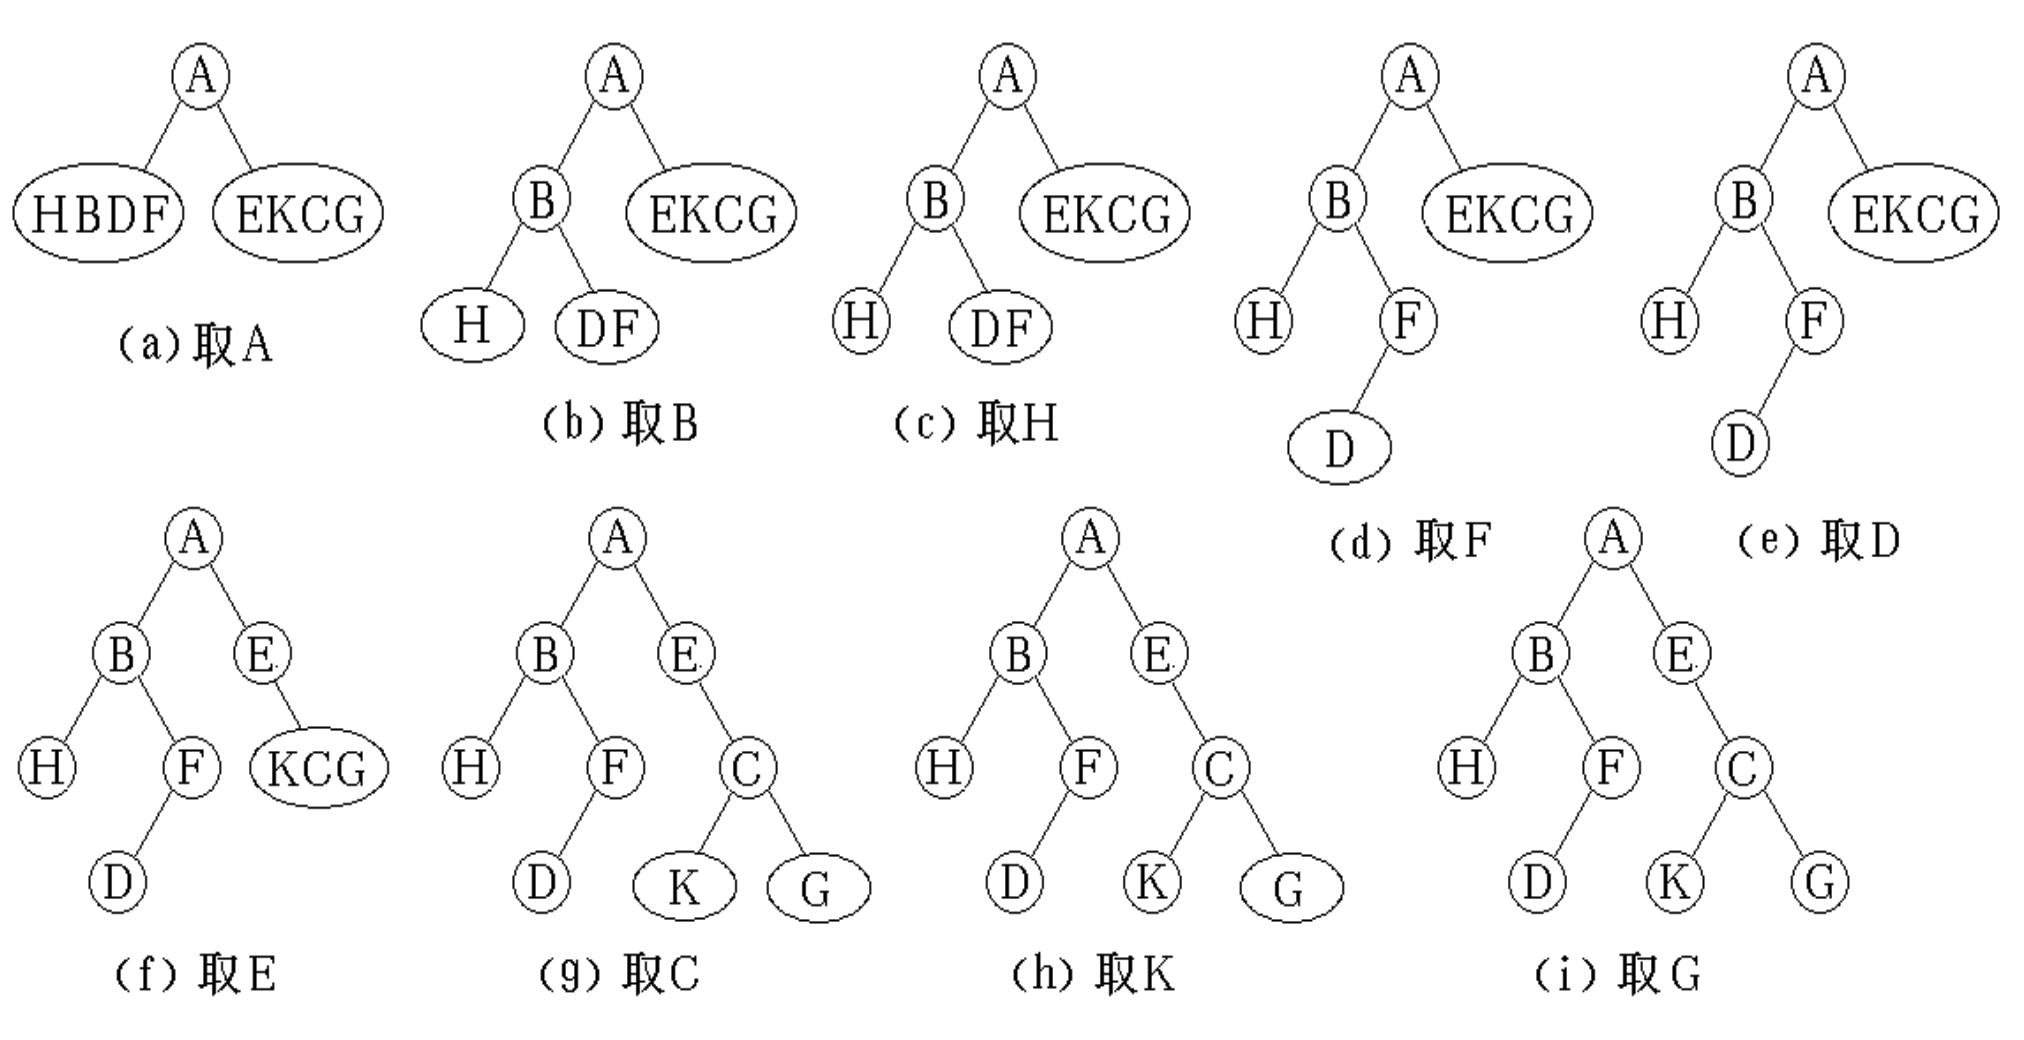 A A A A A
HBDF EKCG B EKCG B EKCG B EKCG B EKCG
H DF H DF H F H F
D D
(a)取A (b)取B (c)取H (d)取F (e)取D
A A A A
B E B E B E B E
H F KCG H F C H F C H F C
D D K G D K G D K G
(f)取E (g)取C (h)取K (i)取G